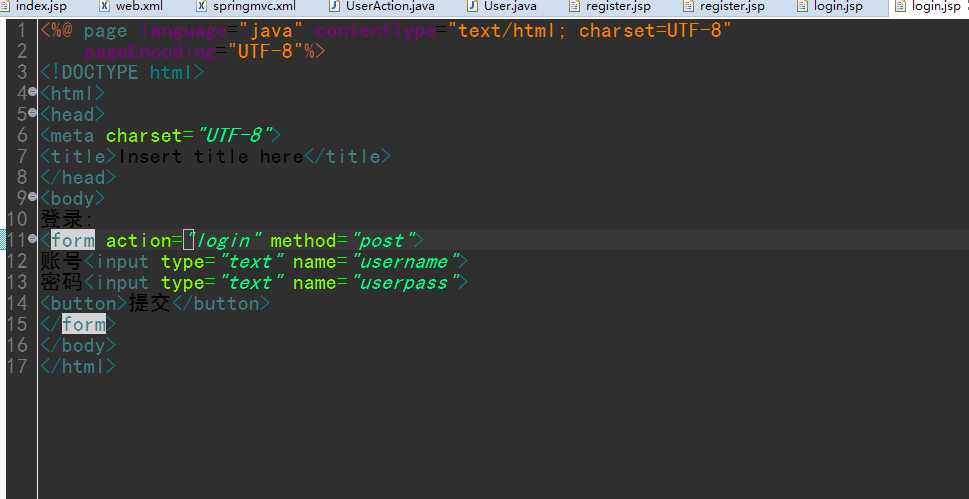 index.jsp web.xml springmvc.xml UserAction.java User.java register.jsp register.jsp login.jsp login.jsp
1 <%@ page language="java" contentType="text/html; charset=UTF-8"
2 pageEncoding="UTF-8"%>
3 <!DOCTYPE html>
4 <html>
5 <head>
6 <meta charset="UTF-8">
7 <title>Insert title here</title>
8 </head>
9 <body>
10 登录:
11 <form action="login" method="post">
12 账号<input type="text" name="username">
13 密码<input type="text" name="userpass">
14 <button>提交</button>
15 </form>
16 </body>
17 </html>